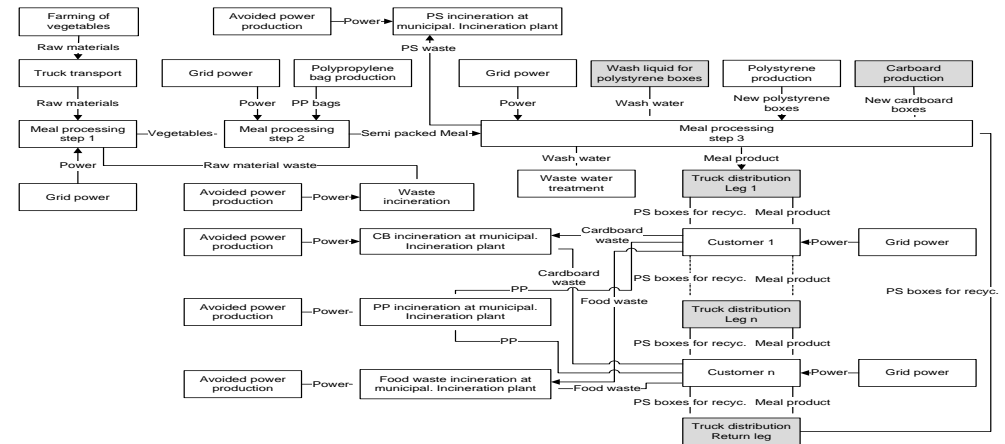 Farming of
vegetables
Avoided power
production
Power
PS incineration at
municipal. Incineration plant
Raw materials
PS waste
Truck transport
Grid power
Polypropylene
bag production
Grid power
Wash liquid for
polystyrene boxes
Polystyrene
production
Carboard
production
Raw materials
Power
PP bags
Power
Wash water
New polystyrene
boxes
New cardboard
boxes
Meal processing
step 1
Vegetables
Meal processing
step 2
Semi packed Meal
Meal processing
step 3
Power
Raw material waste
Wash water
Meal product
Grid power
Avoided power
production
Power
Waste
incineration
Waste water
treatment
Truck distribution
Leg 1
PS boxes for recyc.
Meal product
Avoided power
production
Power
CB incineration at municipal.
Incineration plant
Cardboard
waste
Customer 1
Power
Grid power
Cardboard
waste
PS boxes for recyc.
Meal product
PS boxes for recyc.
PP
Food waste
Avoided power
production
Power
PP incineration at municipal.
Incineration plant
Truck distribution
Leg n
PP
PS boxes for recyc.
Meal product
Avoided power
production
Power
Food waste incineration at
municipal. Incineration plant
Food waste
Customer n
Power
Grid power
PS boxes for recyc.
Meal product
Truck distribution
Return leg